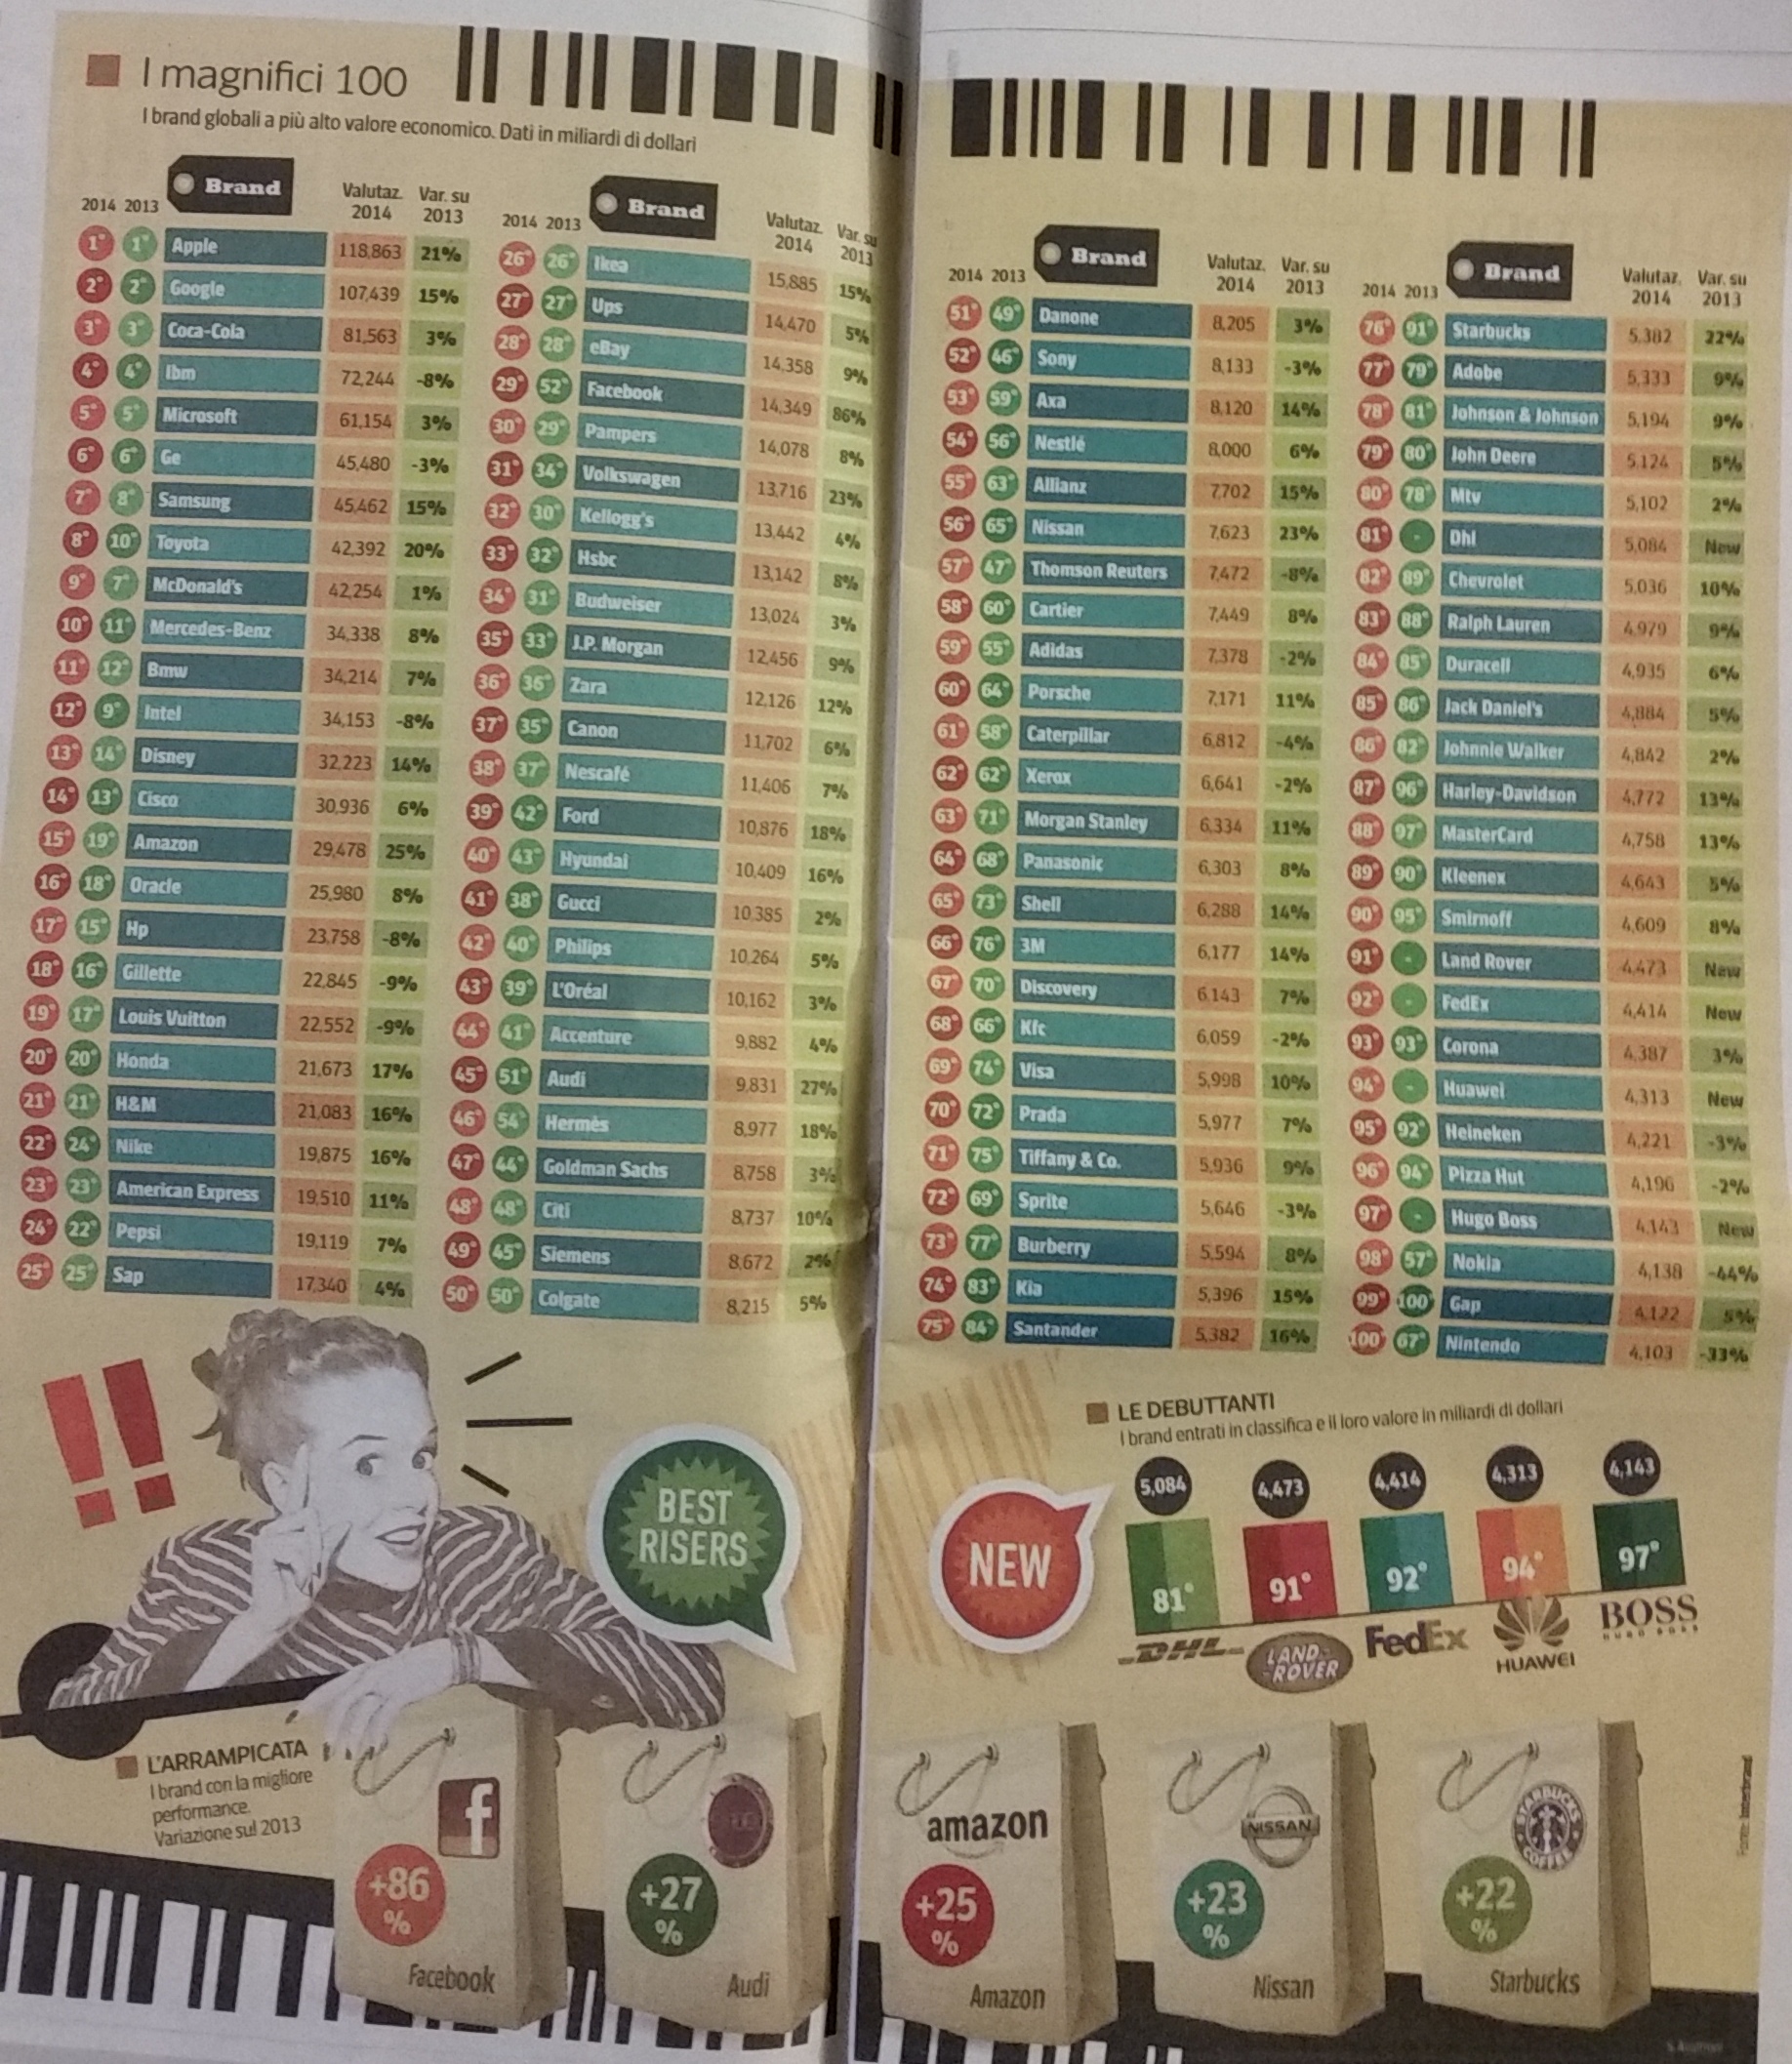 I magnifici 100
I brand globali a più alto valore economico. Dati in miliardi di dollari
2014 2013 Brand Valutaz. 2014 Var. su 2013
1° 1° Apple 118,863 21%
2° 2° Google 107,439 15%
3° 3° Coca-Cola 81,563 3%
4° 4° Ibm 72,244 -8%
5° 5° Microsoft 61,154 3%
6° 6° Ge 45,480 -3%
7° 8° Samsung 45,462 15%
8° 10° Toyota 42,392 20%
9° 7° McDonald's 42,254 1%
10° 11° Mercedes-Benz 34,338 8%
11° 12° Bmw 34,214 7%
12° 9° Intel 34,153 -8%
13° 14° Disney 32,223 14%
14° 13° Cisco 30,936 6%
15° 19° Amazon 29,478 25%
16° 18° Oracle 25,980 8%
17° 15° Hp 23,758 -8%
18° 16° Gillette 22,845 -9%
19° 17° Louis Vuitton 22,552 -9%
20° 20° Honda 21,673 17%
21° 21° H&M 21,083 16%
22° 24° Nike 19,875 16%
23° 23° American Express 19,510 11%
24° 22° Pepsi 19,119 7%
25° 25° Sap 17,340 4%
2014 2013 Brand Valutaz. 2014 Var. su 2013
26° 26° Ikea 15,885 15%
27° 27° Ups 14,470 5%
28° 28° eBay 14,358 9%
29° 52° Facebook 14,349 86%
30° 29° Pampers 14,078 8%
31° 34° Volkswagen 13,716 23%
32° 30° Kellogg's 13,442 4%
33° 32° Hsbc 13,142 8%
34° 31° Budweiser 13,024 3%
35° 33° J.P. Morgan 12,456 9%
36° 36° Zara 12,126 12%
37° 35° Canon 11,702 6%
38° 37° Nescafé 11,406 7%
39° 42° Ford 10,876 18%
40° 43° Hyundai 10,409 16%
41° 38° Gucci 10,385 2%
42° 40° Philips 10,264 5%
43° 39° L'Oréal 10,162 3%
44° 41° Accenture 9,882 4%
45° 51° Audi 9,831 27%
46° 54° Hermès 8,977 18%
47° 44° Goldman Sachs 8,758 3%
48° 48° Citi 8,737 10%
49° 45° Siemens 8,672 2%
50° 50° Colgate 8,215 5%
2014 2013 Brand Valutaz. 2014 Var. su 2013
51° 49° Danone 8,205 3%
52° 46° Sony 8,133 -3%
53° 59° Axa 8,120 14%
54° 56° Nestlé 8,000 6%
55° 63° Allianz 7,702 15%
56° 65° Nissan 7,623 23%
57° 47° Thomson Reuters 7,472 -8%
58° 60° Cartier 7,449 8%
59° 55° Adidas 7,378 -2%
60° 64° Porsche 7,171 11%
61° 58° Caterpillar 6,812 -4%
62° 62° Xerox 6,641 -2%
63° 71° Morgan Stanley 6,334 11%
64° 68° Panasonic 6,303 8%
65° 73° Shell 6,288 14%
66° 76° 3M 6,177 14%
67° 70° Discovery 6,143 7%
68° 66° Kfc 6,059 -2%
69° 74° Visa 5,998 10%
70° 72° Prada 5,977 7%
71° 75° Tiffany & Co. 5,936 9%
72° 69° Sprite 5,646 -3%
73° 77° Burberry 5,594 8%
74° 83° Kia 5,396 15%
75° 84° Santander 5,382 16%
2014 2013 Brand Valutaz. 2014 Var. su 2013
76° 91° Starbucks 5,382 22%
77° 79° Adobe 5,333 9%
78° 81° Johnson & Johnson 5,194 9%
79° 80° John Deere 5,124 5%
80° 78° Mtv 5,102 2%
81° - Dhl 5,084 New
82° 89° Chevrolet 5,036 10%
83° 88° Ralph Lauren 4,979 9%
84° 85° Duracell 4,935 6%
85° 86° Jack Daniel's 4,884 5%
86° 82° Johnnie Walker 4,842 2%
87° 96° Harley-Davidson 4,772 13%
88° 97° MasterCard 4,758 13%
89° 90° Kleenex 4,643 5%
90° 95° Smirnoff 4,609 8%
91° - Land Rover 4,473 New
92° - FedEx 4,414 New
93° 93° Corona 4,387 3%
94° - Huawei 4,313 New
95° 92° Heineken 4,221 -3%
96° 94° Pizza Hut 4,196 -2%
97° - Hugo Boss 4,143 New
98° 57° Nokia 4,138 -44%
99° 100° Gap 4,122 5%
100° 67° Nintendo 4,103 -33%
!!
BEST
RISERS
NEW
LE DEBUTTANTI
I brand entrati in classifica e il loro valore in miliardi di dollari
5,084 4,473 4,414 4,313 4,143
81° 91° 92° 94° 97°
DHL
LAND
ROVER
FedEx
HUAWEI
BOSS
HUGO BOSS
L'ARRAMPICATA
I brand con la migliore
performance.
Variazione sul 2013
f
+86
%
Facebook
+27
%
Audi
amazon
+25
%
Amazon
NISSAN
+23
%
Nissan
STARBUCKS
COFFEE
+22
%
Starbucks
Fonte: Interbrand